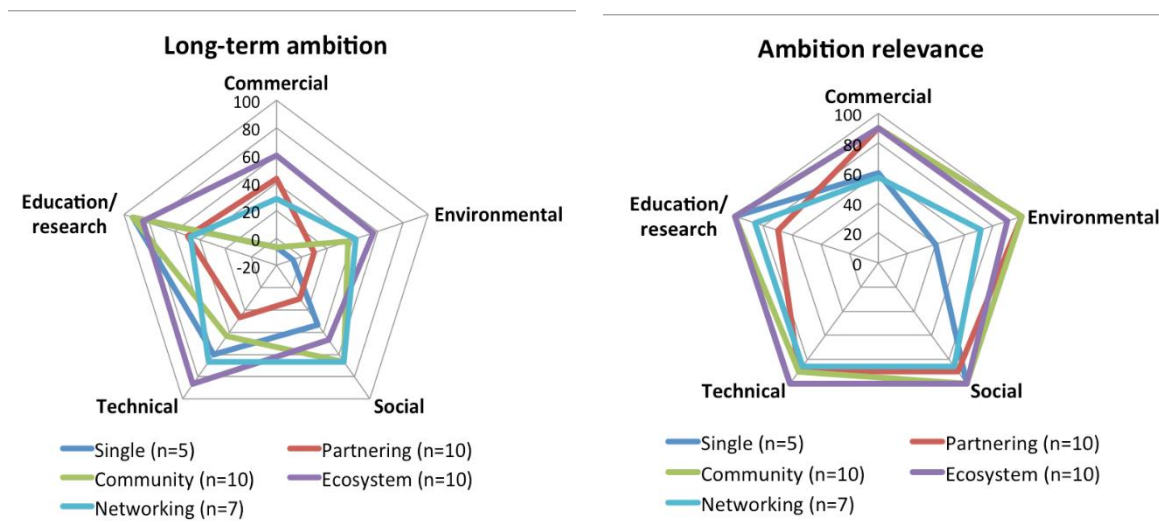 Long-term ambition
Commercial
100
80
60
40
20
0
-20
Education/
research
Environmental
Technical
Social
Single (n=5)
Partnering (n=10)
Community (n=10)
Ecosystem (n=10)
Networking (n=7)
Ambition relevance
Commercial
100
80
60
40
20
0
Education/
research
Environmental
Technical
Social
Single (n=5)
Partnering (n=10)
Community (n=10)
Ecosystem (n=10)
Networking (n=7)